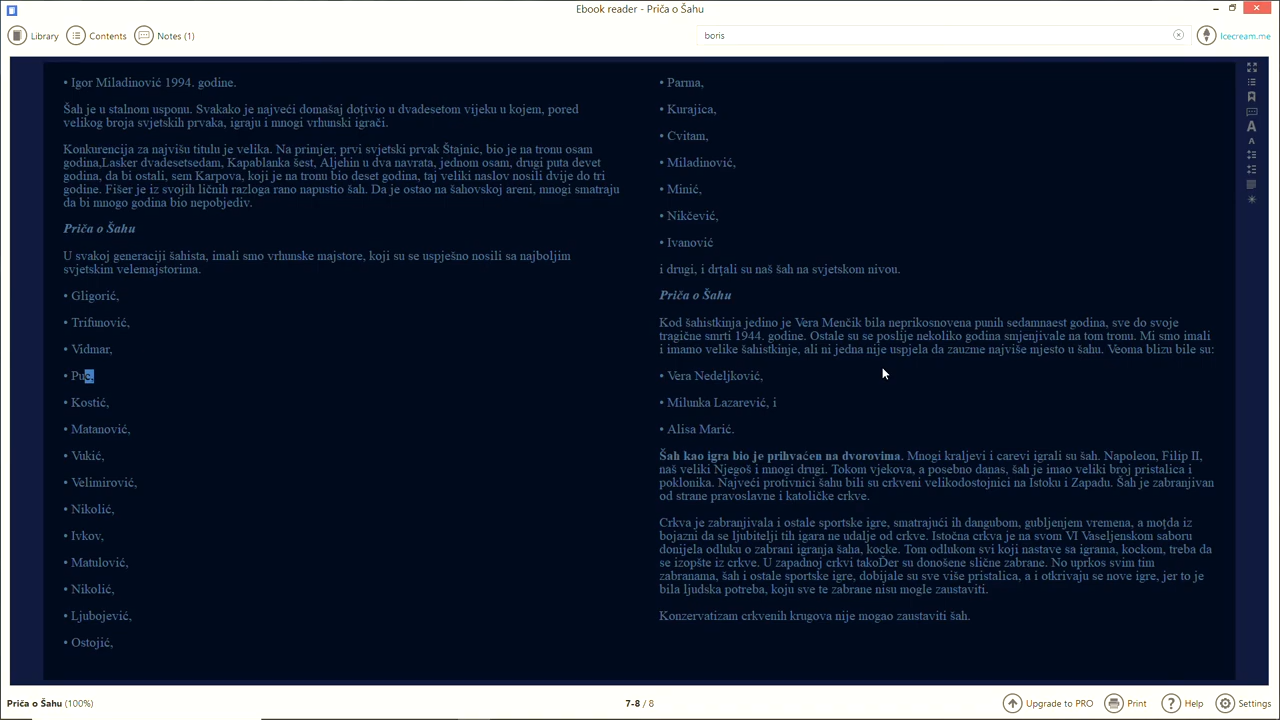 Ebook reader - Priča o Šahu
Library
Contents
Notes (1)
boris
Icecream.me
• Igor Miladinović 1994. godine.
Šah je u stalnom usponu. Svakako je najveći domašaj doţivio u dvadesetom vijeku u kojem, pored
velikog broja svjetskih prvaka, igraju i mnogi vrhunski igrači.
Konkurencija za najvišu titulu je velika. Na primjer, prvi svjetski prvak Štajnic, bio je na tronu osam
godina,Lasker dvadesetsedam, Kapablanka šest, Aljehin u dva navrata, jednom osam, drugi puta devet
godina, da bi ostali, sem Karpova, koji je na tronu bio deset godina, taj veliki naslov nosili dvije do tri
godine. Fišer je iz svojih ličnih razloga rano napustio šah. Da je ostao na šahovskoj areni, mnogi smatraju
da bi mnogo godina bio nepobjediv.
Priča o Šahu
U svakoj generaciji šahista, imali smo vrhunske majstore, koji su se uspješno nosili sa najboljim
svjetskim velemajstorima.
• Gligorić,
• Trifunović,
• Vidmar,
• Puc,
• Kostić,
• Matanović,
• Vukić,
• Velimirović,
• Nikolić,
• Ivkov,
• Matulović,
• Nikolić,
• Ljubojević,
• Ostojić,
• Parma,
• Kurajica,
• Cvitam,
• Miladinović,
• Minić,
• Nikčević,
• Ivanović
i drugi, i drţali su naš šah na svjetskom nivou.
Priča o Šahu
Kod šahistkinja jedino je Vera Menčik bila neprikosnovena punih sedamnaest godina, sve do svoje
tragične smrti 1944. godine. Ostale su se poslije nekoliko godina smjenjivale na tom tronu. Mi smo imali
i imamo velike šahistkinje, ali ni jedna nije uspjela da zauzme najviše mjesto u šahu. Veoma blizu bile su:
• Vera Nedeljković,
• Milunka Lazarević, i
• Alisa Marić.
Šah kao igra bio je prihvaćen na dvorovima. Mnogi kraljevi i carevi igrali su šah. Napoleon, Filip II,
naš veliki Njegoš i mnogi drugi. Tokom vjekova, a posebno danas, šah je imao veliki broj pristalica i
poklonika. Najveći protivnici šahu bili su crkveni velikodostojnici na Istoku i Zapadu. Šah je zabranjivan
od strane pravoslavne i katoličke crkve.
Crkva je zabranjivala i ostale sportske igre, smatrajući ih dangubom, gubljenjem vremena, a moţda iz
bojazni da se ljubitelji tih igara ne udalje od crkve. Istočna crkva je na svom VI Vaseljenskom saboru
donijela odluku o zabrani igranja šaha, kocke. Tom odlukom svi koji nastave sa igrama, kockom, treba da
se izopšte iz crkve. U zapadnoj crkvi takoĎer su donošene slične zabrane. No uprkos svim tim
zabranama, šah i ostale sportske igre, dobijale su sve više pristalica, a i otkrivaju se nove igre, jer to je
bila ljudska potreba, koju sve te zabrane nisu mogle zaustaviti.
Konzervatizam crkvenih krugova nije mogao zaustaviti šah.
Priča o Šahu (100%)
7-8 / 8
Upgrade to PRO
Print
Help
Settings